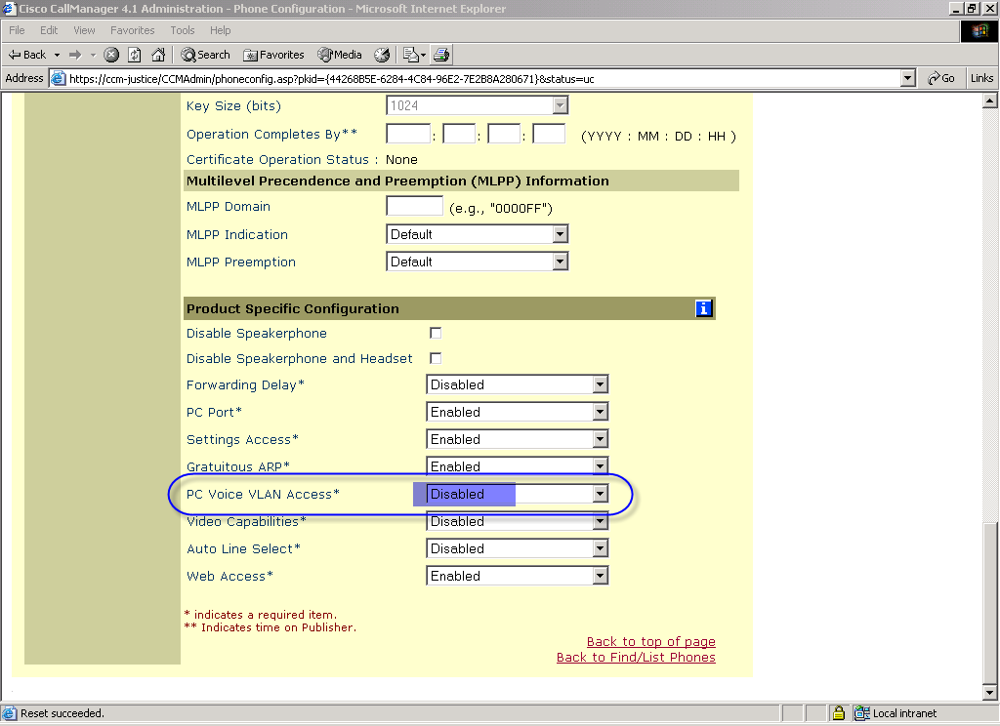 Cisco CallManager 4.1 Administration - Phone Configuration - Microsoft Internet Explorer
File Edit View Favorites Tools Help
Back Search Favorites Media
Address https://ccm-justice/CCMAdmin/phoneconfig.asp?pkid={44268B5E-6284-4C84-96E2-7E2B8A280671}&status=uc Go Links
Key Size (bits) 1024
Operation Completes By** : : : (YYYY : MM : DD : HH )
Certificate Operation Status : None
Multilevel Precendence and Preemption (MLPP) Information
MLPP Domain (e.g., "0000FF")
MLPP Indication Default
MLPP Preemption Default
Product Specific Configuration i
Disable Speakerphone
Disable Speakerphone and Headset
Forwarding Delay* Disabled
PC Port* Enabled
Settings Access* Enabled
Gratuitous ARP* Enabled
PC Voice VLAN Access* Disabled
Video Capabilities* Disabled
Auto Line Select* Disabled
Web Access* Enabled
* indicates a required item.
** Indicates time on Publisher.
Back to top of page
Back to Find/List Phones
Reset succeeded. Local intranet